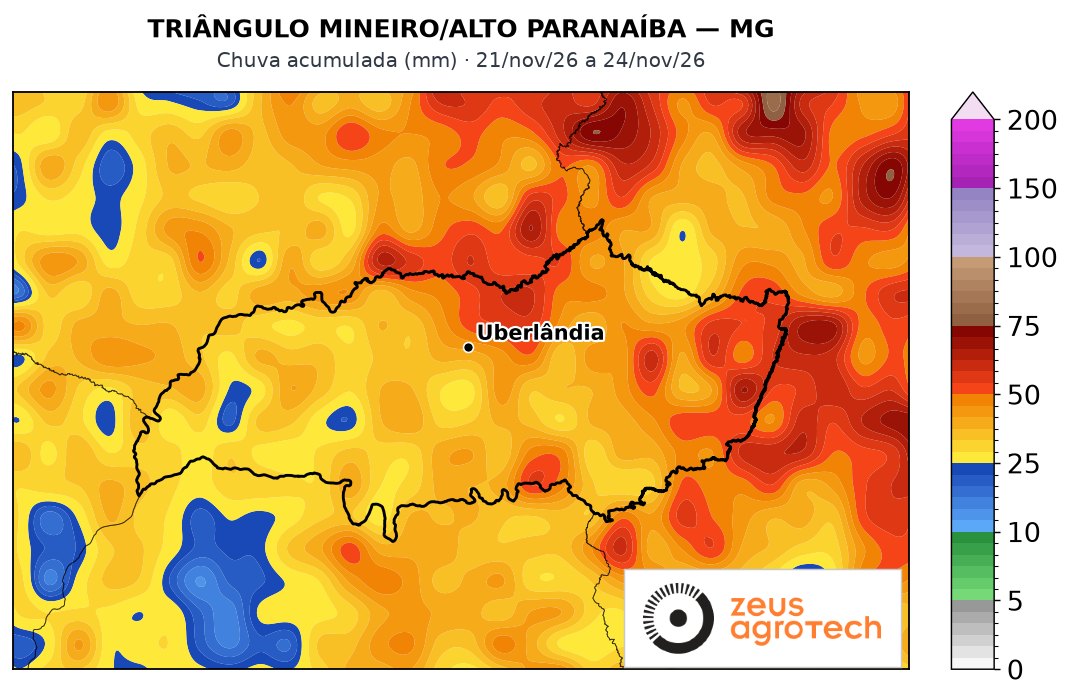 TRIÂNGULO MINEIRO/ALTO PARANAÍBA — MG
Chuva acumulada (mm) · 21/nov/26 a 24/nov/26
Uberlândia
zeus
agrotech
200
150
100
75
50
25
10
5
0